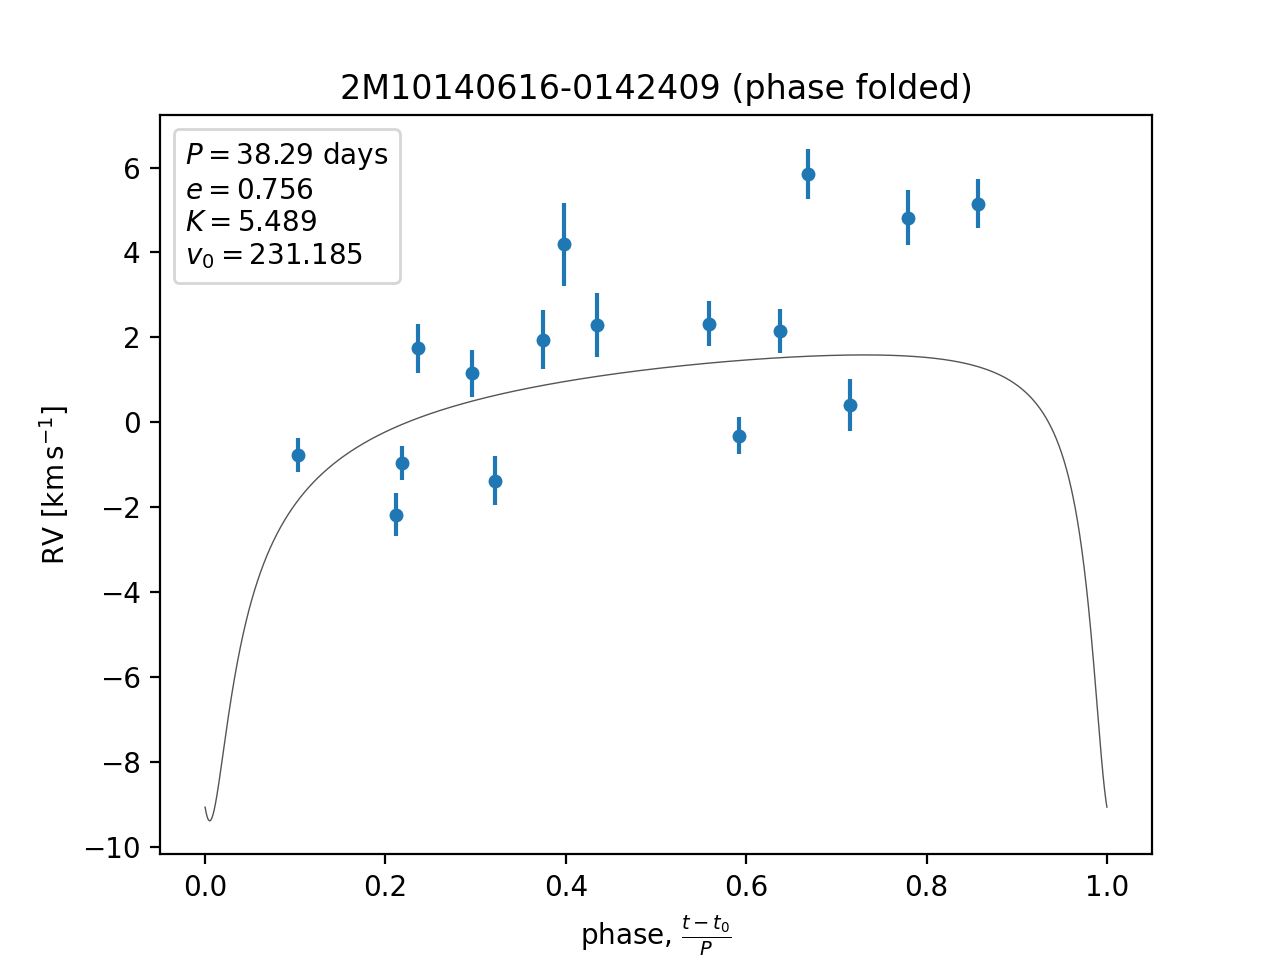 2M10140616-0142409 (phase folded)
P = 38.29 days
e = 0.756
K = 5.489
v₀ = 231.185
6
4
2
0
−2
−4
−6
−8
−10
RV [km s⁻¹]
0.0 0.2 0.4 0.6 0.8 1.0
phase, (t − t₀)/P